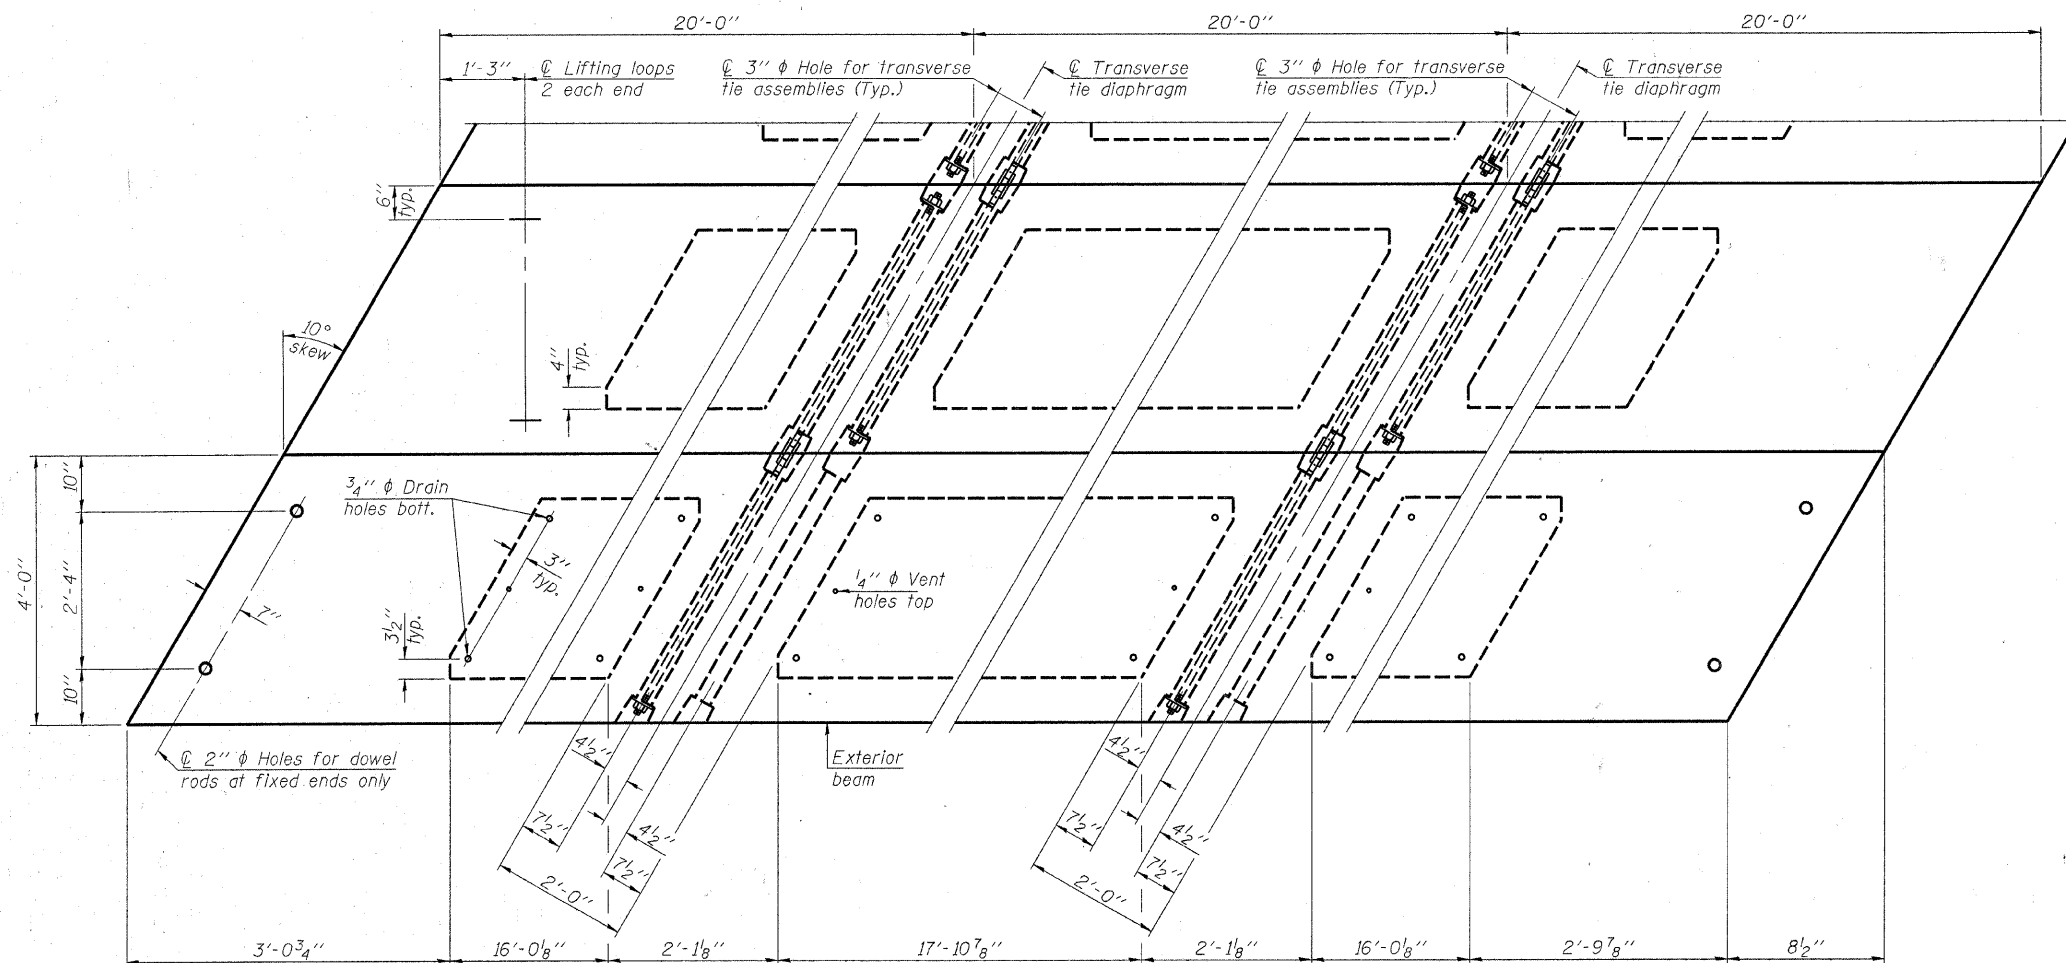 20'-0"
20'-0"
20'-0"
1'-3"
℄ Lifting loops
2 each end
℄ 3" ϕ Hole for transverse
tie assemblies (Typ.)
℄ Transverse
tie diaphragm
℄ 3" ϕ Hole for transverse
tie assemblies (Typ.)
℄ Transverse
tie diaphragm
6"
typ.
10°
skew
4"
typ.
3/4" ϕ Drain
holes bott.
3"
typ.
1/4" ϕ Vent
holes top
3 1/2"
typ.
4'-0"
10"
2'-4"
10"
7"
℄ 2" ϕ Holes for dowel
rods at fixed ends only
Exterior
beam
4 1/2"
7 1/2"
4 1/2"
7 1/2"
2'-0"
4 1/2"
7 1/2"
4 1/2"
7 1/2"
2'-0"
3'-0 3/4"
16'-0 1/8"
2'-1 1/8"
17'-10 7/8"
2'-1 1/8"
16'-0 1/8"
2'-9 7/8"
8 1/2"